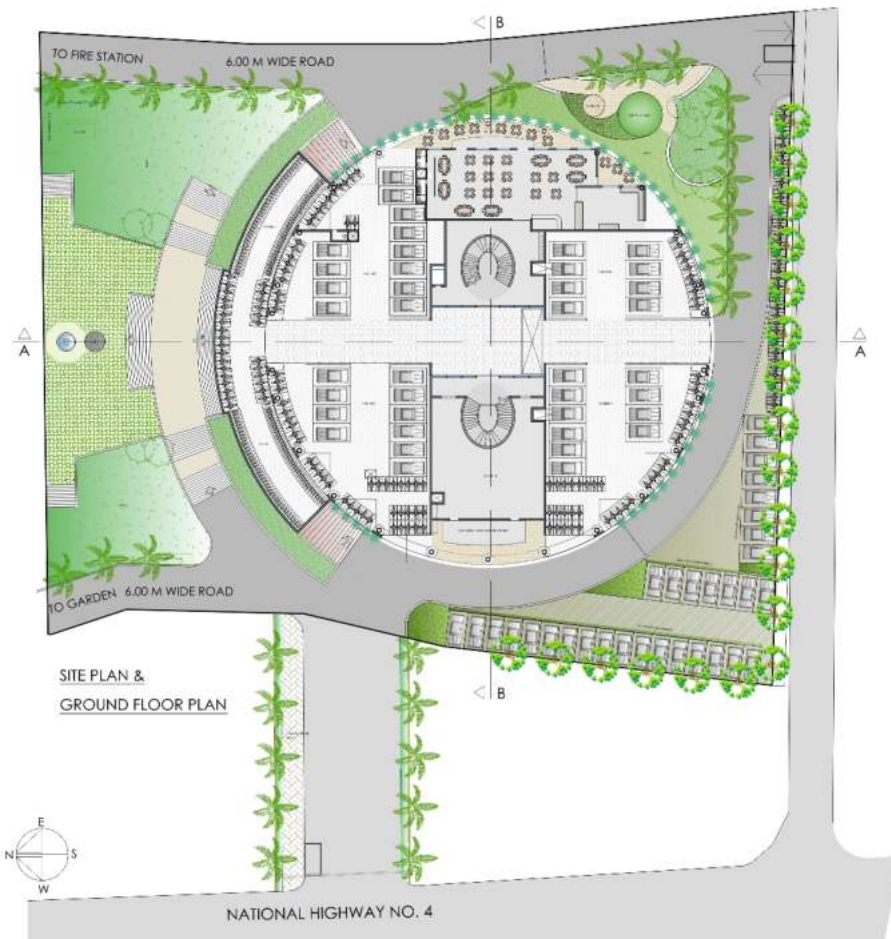 B
TO FIRE STATION
6.00 M WIDE ROAD
A
A
TO GARDEN 6.00 M WIDE ROAD
B
SITE PLAN &
GROUND FLOOR PLAN
E
N
S
W
NATIONAL HIGHWAY NO. 4